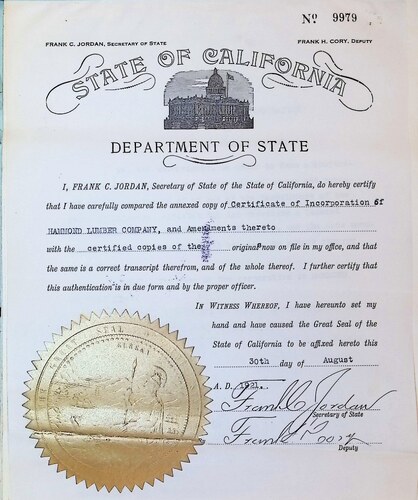 No 9979
FRANK C. JORDAN, SECRETARY OF STATE
FRANK H. CORY, DEPUTY
STATE OF CALIFORNIA
DEPARTMENT OF STATE
I, FRANK C. JORDAN, Secretary of State of the State of California, do hereby certify
that I have carefully compared the annexed copy of Certificate of Incorporation of
HAMMOND LUMBER COMPANY, and Amendments thereto
with the certified copies of the original now on file in my office, and that
the same is a correct transcript therefrom, and of the whole thereof. I further certify that
this authentication is in due form and by the proper officer.
IN WITNESS WHEREOF, I have hereunto set my
hand and have caused the Great Seal of the
State of California to be affixed hereto this
30th day of August
A. D. 1921.
Frank C Jordan
Secretary of State
By Frank H Cory
Deputy
GREAT SEAL
EUREKA